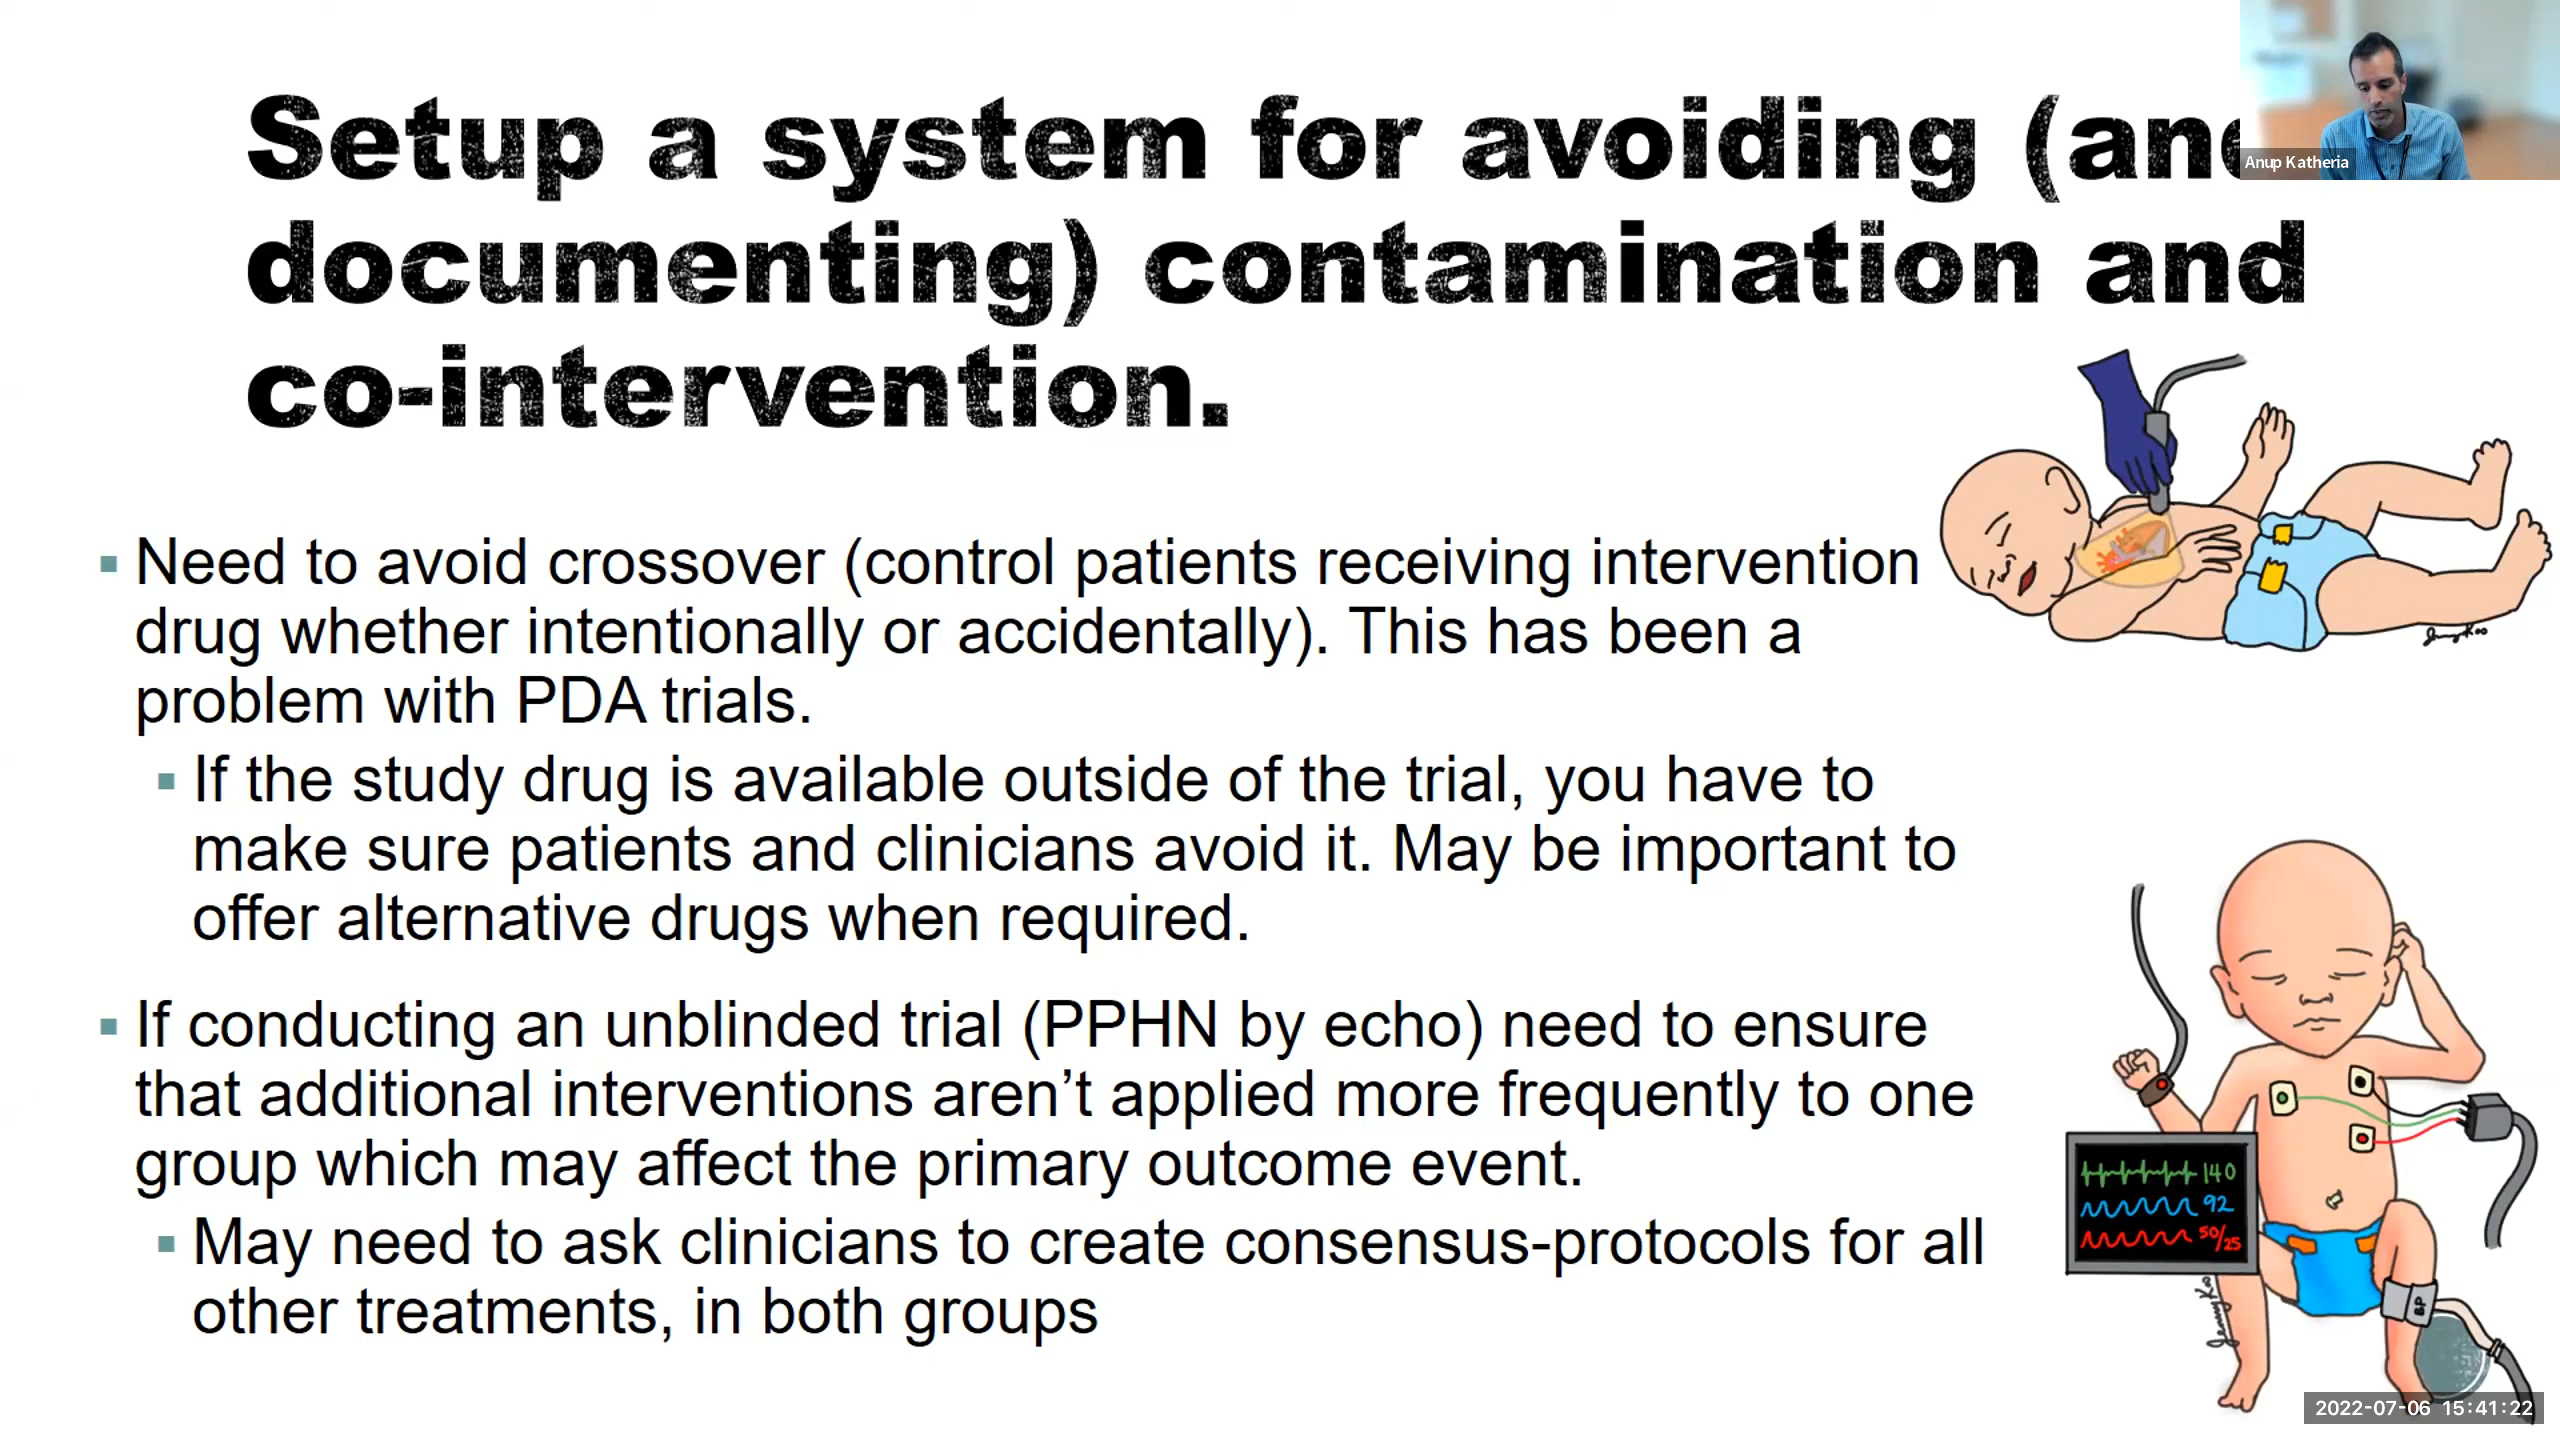 Setup a system for avoiding (and
documenting) contamination and
co-intervention.
Anup Katheria
Need to avoid crossover (control patients receiving intervention
drug whether intentionally or accidentally). This has been a
problem with PDA trials.
If the study drug is available outside of the trial, you have to
make sure patients and clinicians avoid it. May be important to
offer alternative drugs when required.
If conducting an unblinded trial (PPHN by echo) need to ensure
that additional interventions aren’t applied more frequently to one
group which may affect the primary outcome event.
May need to ask clinicians to create consensus-protocols for all
other treatments, in both groups
140
92
50/25
BP
2022-07-06 15:41:22